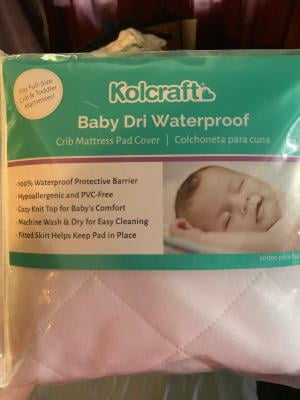 Fits Full-Size
Crib & Toddler
Mattresses!
Kolcraft®
Baby Dri Waterproof
Crib Mattress Pad Cover | Colchoneta para cuna
- 100% Waterproof Protective Barrier
- Hypoallergenic and PVC-Free
- Cozy Knit Top for Baby's Comfort
- Machine Wash & Dry for Easy Cleaning
- Fitted Skirt Helps Keep Pad in Place
Voltee para